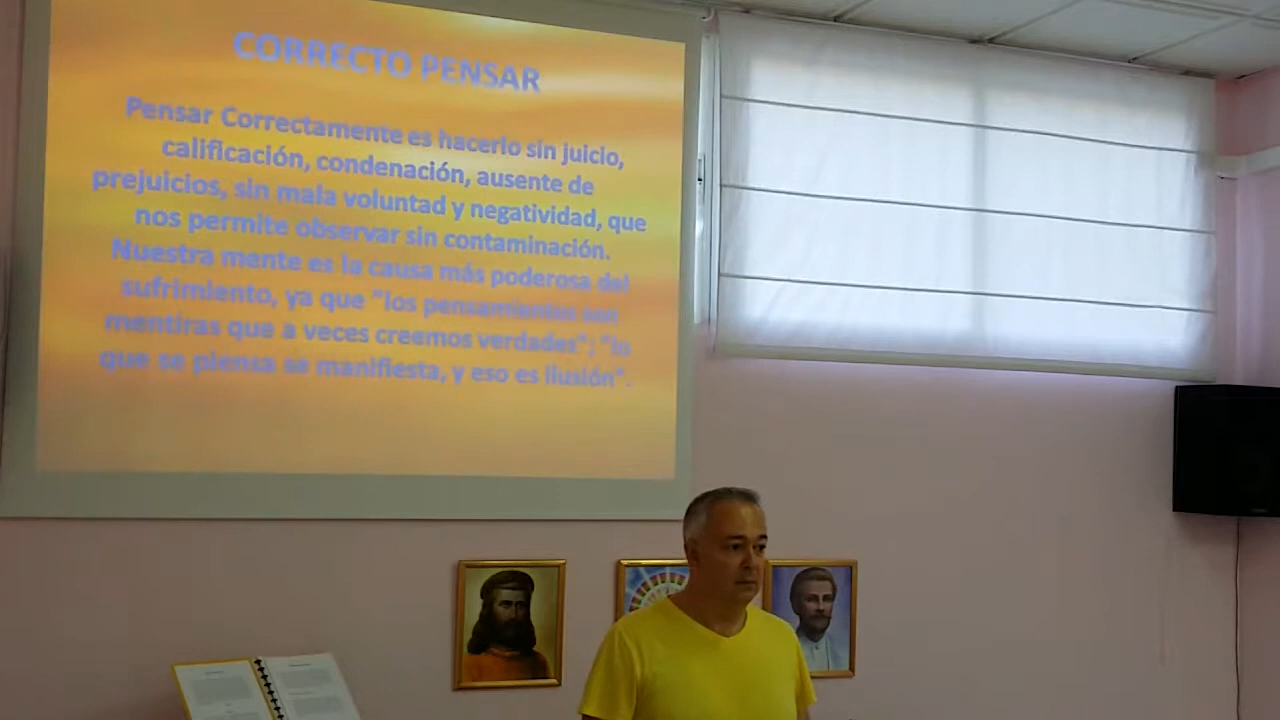 CORRECTO PENSAR
Pensar Correctamente es hacerlo sin juicio,
calificación, condenación, ausente de
prejuicios, sin mala voluntad y negatividad, que
nos permite observar sin contaminación.
Nuestra mente es la causa más poderosa del
sufrimiento, ya que "los pensamientos son
mentiras que a veces creemos verdades"; "lo
que se piensa se manifiesta, y eso es ilusión".